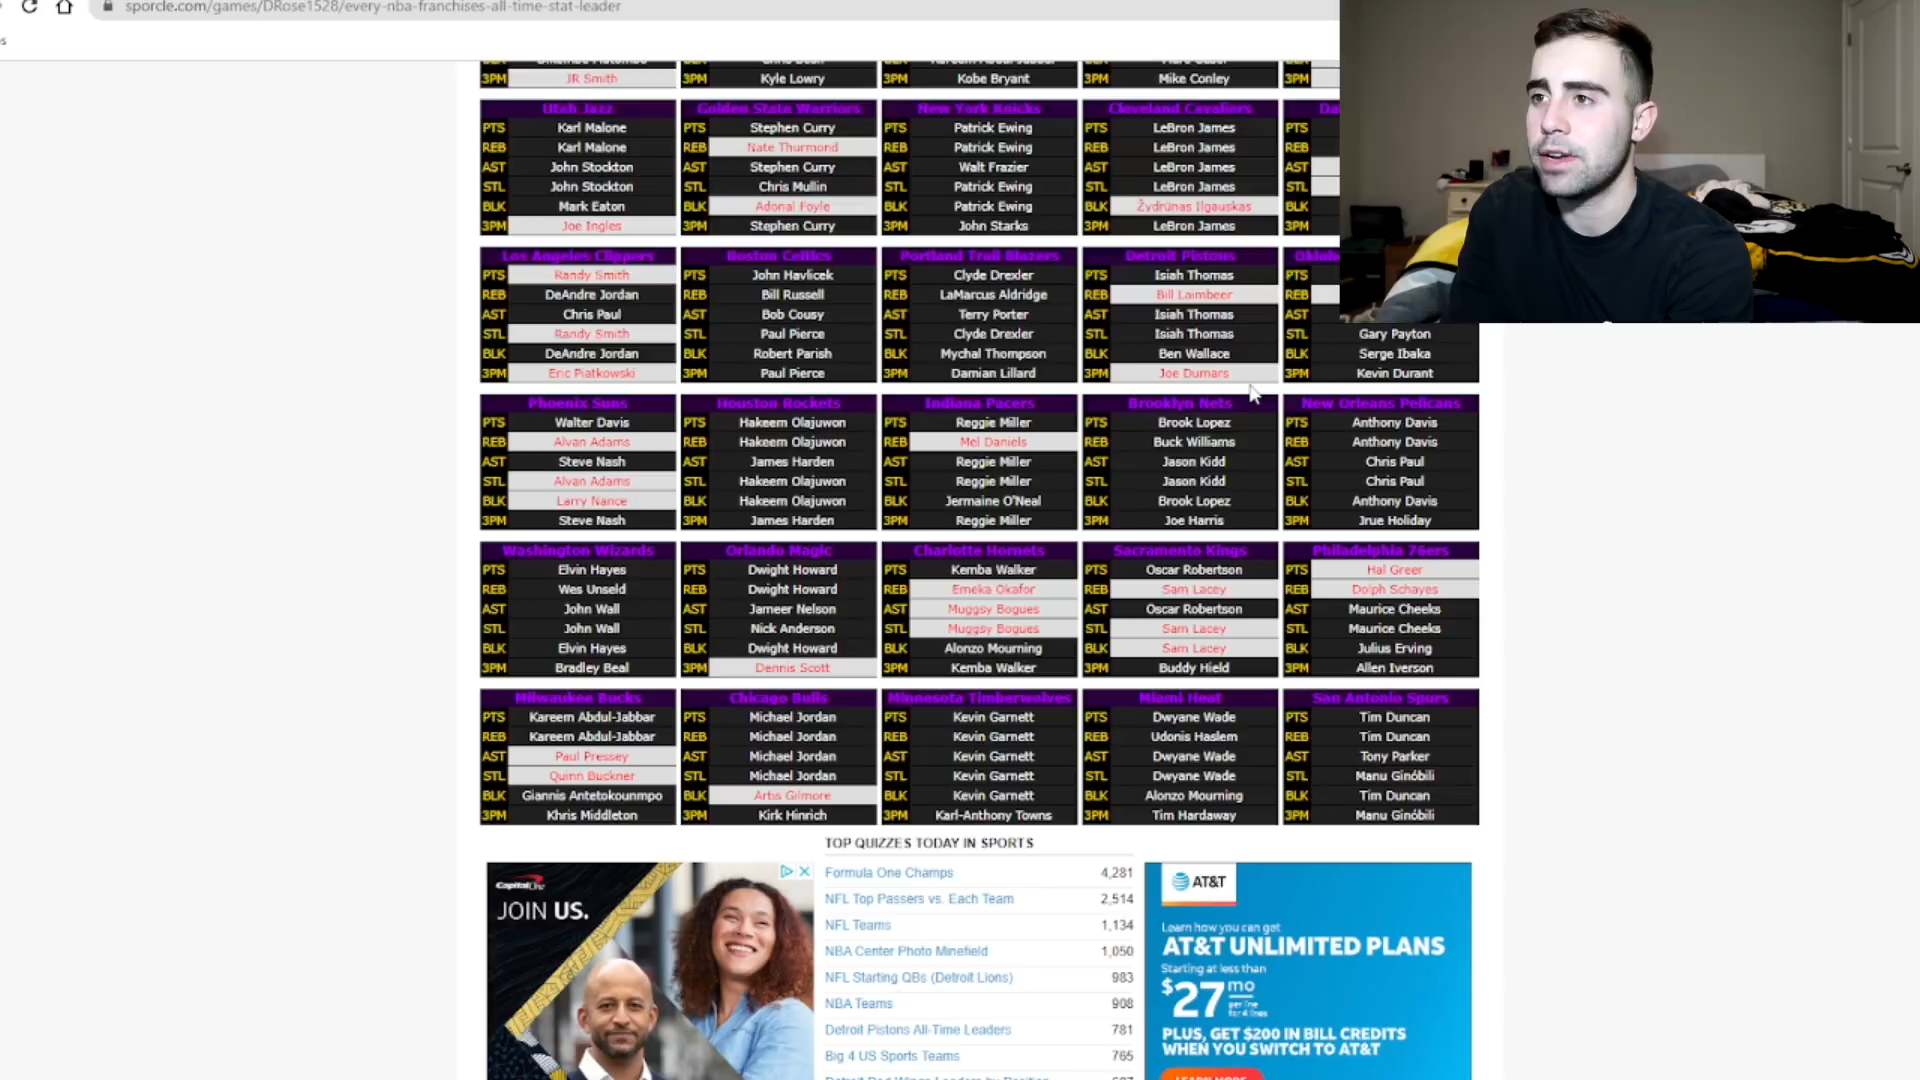 sporcle.com/games/DRose1528/every-nba-franchises-all-time-stat-leader
3PM JR Smith 3PM Kyle Lowry 3PM Kobe Bryant 3PM Mike Conley 3PM
Utah Jazz Golden State Warriors New York Knicks Cleveland Cavaliers
PTS Karl Malone PTS Stephen Curry PTS Patrick Ewing PTS LeBron James PTS
REB Karl Malone REB Nate Thurmond REB Patrick Ewing REB LeBron James REB
AST John Stockton AST Stephen Curry AST Walt Frazier AST LeBron James AST
STL John Stockton STL Chris Mullin STL Patrick Ewing STL LeBron James STL
BLK Mark Eaton BLK Adonal Foyle BLK Patrick Ewing BLK Žydrūnas Ilgauskas BLK
3PM Joe Ingles 3PM Stephen Curry 3PM John Starks 3PM LeBron James 3PM
Los Angeles Clippers Boston Celtics Portland Trail Blazers Detroit Pistons
PTS Randy Smith PTS John Havlicek PTS Clyde Drexler PTS Isiah Thomas PTS
REB DeAndre Jordan REB Bill Russell REB LaMarcus Aldridge REB Bill Laimbeer REB
AST Chris Paul AST Bob Cousy AST Terry Porter AST Isiah Thomas AST
STL Randy Smith STL Paul Pierce STL Clyde Drexler STL Isiah Thomas STL Gary Payton
BLK DeAndre Jordan BLK Robert Parish BLK Mychal Thompson BLK Ben Wallace BLK Serge Ibaka
3PM Eric Piatkowski 3PM Paul Pierce 3PM Damian Lillard 3PM Joe Dumars 3PM Kevin Durant
Phoenix Suns Houston Rockets Indiana Pacers Brooklyn Nets New Orleans Pelicans
PTS Walter Davis PTS Hakeem Olajuwon PTS Reggie Miller PTS Brook Lopez PTS Anthony Davis
REB Alvan Adams REB Hakeem Olajuwon REB Mel Daniels REB Buck Williams REB Anthony Davis
AST Steve Nash AST James Harden AST Reggie Miller AST Jason Kidd AST Chris Paul
STL Alvan Adams STL Hakeem Olajuwon STL Reggie Miller STL Jason Kidd STL Chris Paul
BLK Larry Nance BLK Hakeem Olajuwon BLK Jermaine O'Neal BLK Brook Lopez BLK Anthony Davis
3PM Steve Nash 3PM James Harden 3PM Reggie Miller 3PM Joe Harris 3PM Jrue Holiday
Washington Wizards Orlando Magic Charlotte Hornets Sacramento Kings Philadelphia 76ers
PTS Elvin Hayes PTS Dwight Howard PTS Kemba Walker PTS Oscar Robertson PTS Hal Greer
REB Wes Unseld REB Dwight Howard REB Emeka Okafor REB Sam Lacey REB Dolph Schayes
AST John Wall AST Jameer Nelson AST Muggsy Bogues AST Oscar Robertson AST Maurice Cheeks
STL John Wall STL Nick Anderson STL Muggsy Bogues STL Sam Lacey STL Maurice Cheeks
BLK Elvin Hayes BLK Dwight Howard BLK Alonzo Mourning BLK Sam Lacey BLK Julius Erving
3PM Bradley Beal 3PM Dennis Scott 3PM Kemba Walker 3PM Buddy Hield 3PM Allen Iverson
Milwaukee Bucks Chicago Bulls Minnesota Timberwolves Miami Heat San Antonio Spurs
PTS Kareem Abdul-Jabbar PTS Michael Jordan PTS Kevin Garnett PTS Dwyane Wade PTS Tim Duncan
REB Kareem Abdul-Jabbar REB Michael Jordan REB Kevin Garnett REB Udonis Haslem REB Tim Duncan
AST Paul Pressey AST Michael Jordan AST Kevin Garnett AST Dwyane Wade AST Tony Parker
STL Quinn Buckner STL Michael Jordan STL Kevin Garnett STL Dwyane Wade STL Manu Ginóbili
BLK Giannis Antetokounmpo BLK Artis Gilmore BLK Kevin Garnett BLK Alonzo Mourning BLK Tim Duncan
3PM Khris Middleton 3PM Kirk Hinrich 3PM Karl-Anthony Towns 3PM Tim Hardaway 3PM Manu Ginóbili
TOP QUIZZES TODAY IN SPORTS
Formula One Champs 4,281
NFL Top Passers vs. Each Team 2,514
NFL Teams 1,134
NBA Center Photo Minefield 1,050
NFL Starting QBs (Detroit Lions) 983
NBA Teams 908
Detroit Pistons All-Time Leaders 781
Big 4 US Sports Teams 765
Capital One
JOIN US.
AT&T
Learn how you can get
AT&T UNLIMITED PLANS
Starting at less than
$27 mo
per line
for 4 lines
PLUS, GET $200 IN BILL CREDITS
WHEN YOU SWITCH TO AT&T